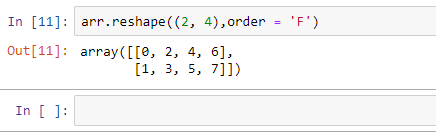 In [11]: arr.reshape((2, 4),order = 'F')
Out[11]: array([[0, 2, 4, 6],
[1, 3, 5, 7]])
In [ ]: